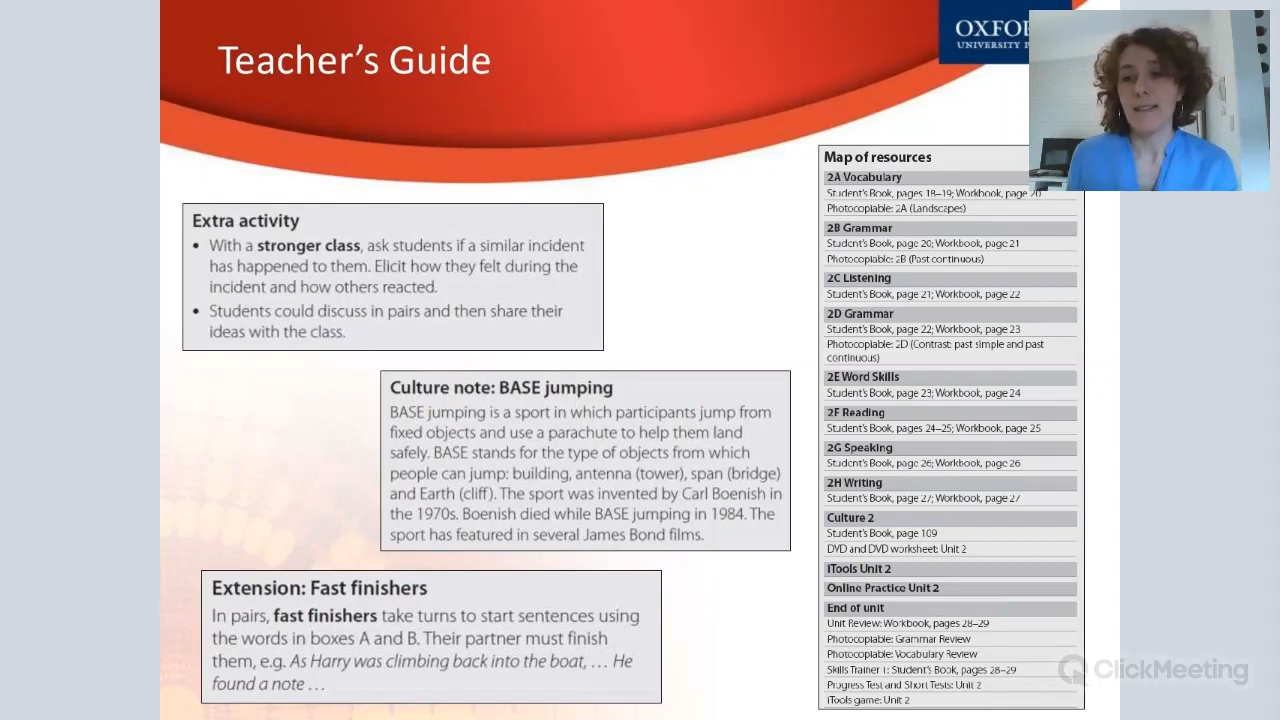 Teacher's Guide
OXFO
UNIVERSITY P
Extra activity
• With a stronger class, ask students if a similar incident
has happened to them. Elicit how they felt during the
incident and how others reacted.
• Students could discuss in pairs and then share their
ideas with the class.
Culture note: BASE jumping
BASE jumping is a sport in which participants jump from
fixed objects and use a parachute to help them land
safely. BASE stands for the type of objects from which
people can jump: building, antenna (tower), span (bridge)
and Earth (cliff). The sport was invented by Carl Boenish in
the 1970s. Boenish died while BASE jumping in 1984. The
sport has featured in several James Bond films.
Extension: Fast finishers
In pairs, fast finishers take turns to start sentences using
the words in boxes A and B. Their partner must finish
them, e.g. As Harry was climbing back into the boat, … He
found a note …
Map of resources
2A Vocabulary
Student's Book, pages 18–19; Workbook, page 20
Photocopiable: 2A (Landscapes)
2B Grammar
Student's Book, page 20; Workbook, page 21
Photocopiable: 2B (Past continuous)
2C Listening
Student's Book, page 21; Workbook, page 22
2D Grammar
Student's Book, page 22; Workbook, page 23
Photocopiable: 2D (Contrast: past simple and past
continuous)
2E Word Skills
Student's Book, page 23; Workbook, page 24
2F Reading
Student's Book, pages 24–25; Workbook, page 25
2G Speaking
Student's Book, page 26; Workbook, page 26
2H Writing
Student's Book, page 27; Workbook, page 27
Culture 2
Student's Book, page 109
DVD and DVD worksheet: Unit 2
iTools Unit 2
Online Practice Unit 2
End of unit
Unit Review: Workbook, pages 28–29
Photocopiable: Grammar Review
Photocopiable: Vocabulary Review
Skills Trainer 1: Student's Book, pages 28–29
Progress Test and Short Tests: Unit 2
iTools game: Unit 2
ClickMeeting